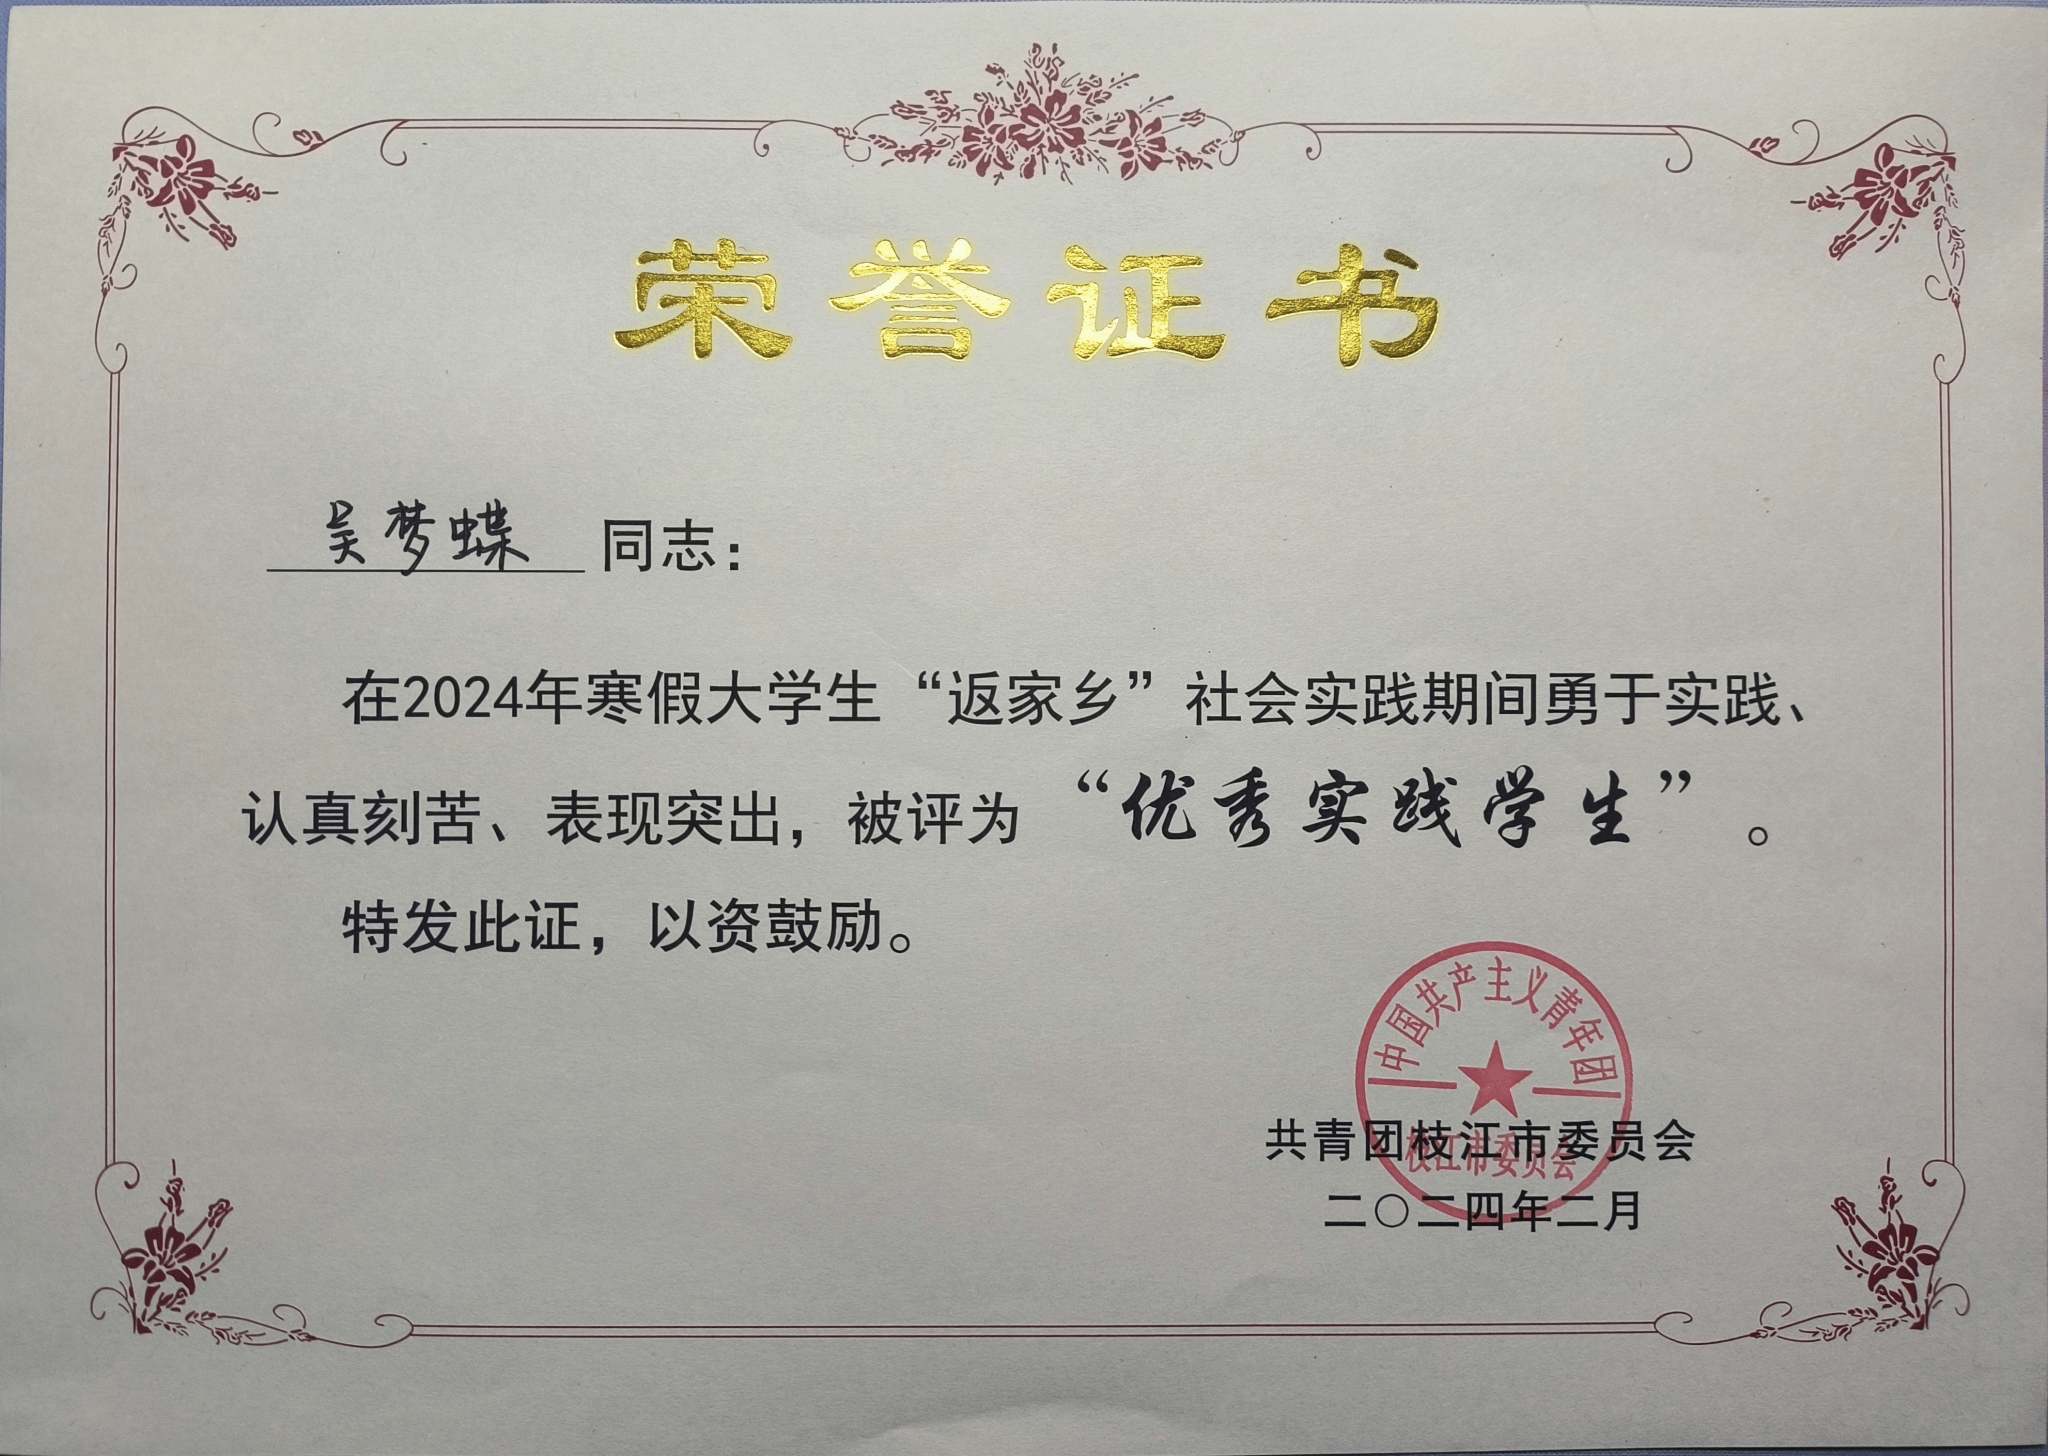 荣誉证书
吴梦蝶 同志：
在2024年寒假大学生“返家乡”社会实践期间勇于实践、
认真刻苦、表现突出，被评为“优秀实践学生”。
特发此证，以资鼓励。
中国共产主义青年团
共青团枝江市委员会
枝江市委员会
二〇二四年二月